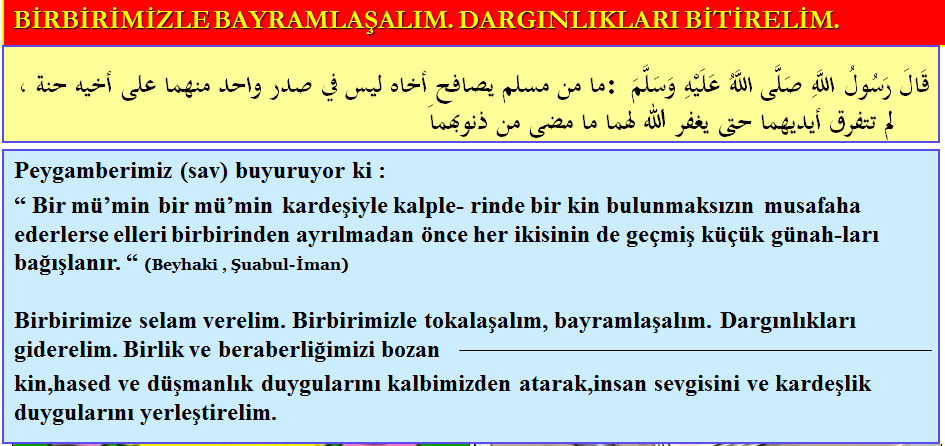 BİRBİRİMİZLE BAYRAMLAŞALIM. DARGINLIKLARI BİTİRELİM.
قَالَ رَسُولُ اللَّهِ صَلَّى اللَّهُ عَلَيْهِ وَسَلَّمَ :ما من مسلم يصافح أخاه ليس في صدر واحد منهما على أخيه حنة ،
لم تتفرق أيديهما حتى يغفر الله لهما ما مضى من ذنوبهماَ
Peygamberimiz (sav) buyuruyor ki :
“ Bir mü’min bir mü’min kardeşiyle kalple- rinde bir kin bulunmaksızın musafaha
ederlerse elleri birbirinden ayrılmadan önce her ikisinin de geçmiş küçük günah-ları
bağışlanır. “ (Beyhaki , Şuabul-İman)
Birbirimize selam verelim. Birbirimizle tokalaşalım, bayramlaşalım. Dargınlıkları
giderelim. Birlik ve beraberliğimizi bozan
kin,hased ve düşmanlık duygularını kalbimizden atarak,insan sevgisini ve kardeşlik
duygularını yerleştirelim.